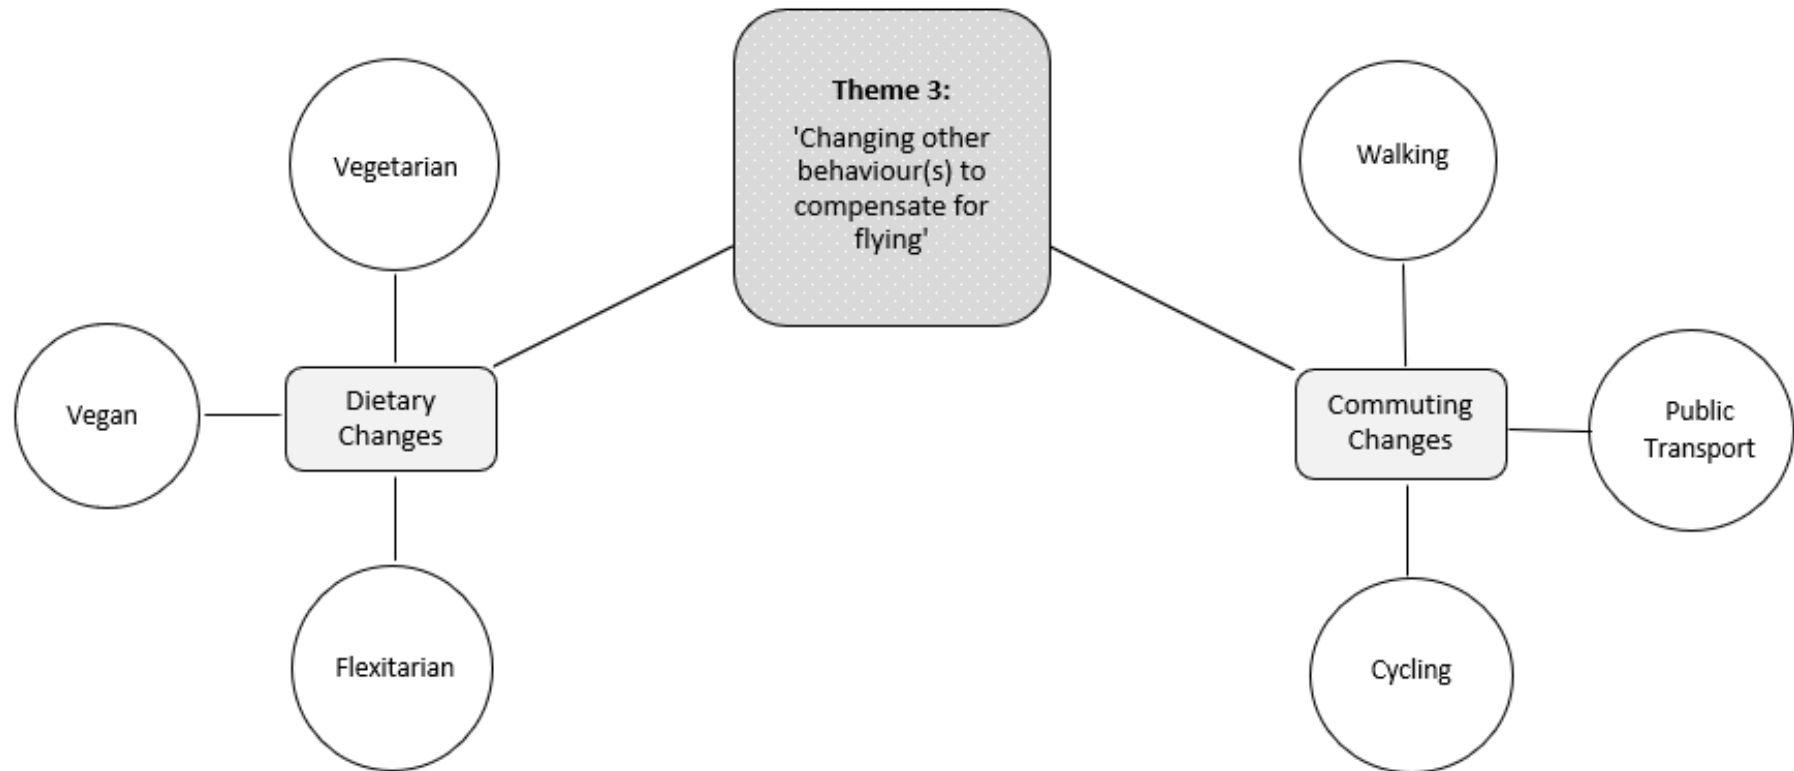 Theme 3:
'Changing other
behaviour(s) to
compensate for
flying'
Vegetarian
Vegan
Dietary
Changes
Flexitarian
Walking
Commuting
Changes
Public
Transport
Cycling